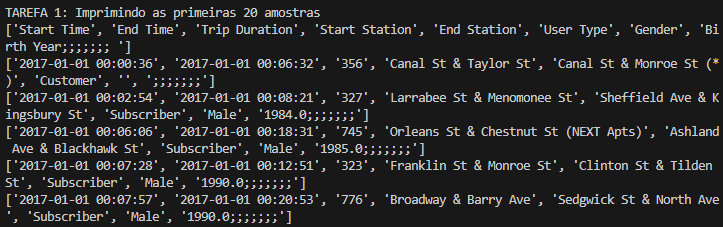 TAREFA 1: Imprimindo as primeiras 20 amostras
['Start Time', 'End Time', 'Trip Duration', 'Start Station', 'End Station', 'User Type', 'Gender', 'Bi
rth Year;;;;;;; ']
['2017-01-01 00:00:36', '2017-01-01 00:06:32', '356', 'Canal St & Taylor St', 'Canal St & Monroe St (*
)', 'Customer', '', ';;;;;;;']
['2017-01-01 00:02:54', '2017-01-01 00:08:21', '327', 'Larrabee St & Menomonee St', 'Sheffield Ave & K
ingsbury St', 'Subscriber', 'Male', '1984.0;;;;;;;']
['2017-01-01 00:06:06', '2017-01-01 00:18:31', '745', 'Orleans St & Chestnut St (NEXT Apts)', 'Ashland
 Ave & Blackhawk St', 'Subscriber', 'Male', '1985.0;;;;;;;']
['2017-01-01 00:07:28', '2017-01-01 00:12:51', '323', 'Franklin St & Monroe St', 'Clinton St & Tilden
St', 'Subscriber', 'Male', '1990.0;;;;;;;']
['2017-01-01 00:07:57', '2017-01-01 00:20:53', '776', 'Broadway & Barry Ave', 'Sedgwick St & North Ave
', 'Subscriber', 'Male', '1990.0;;;;;;;']